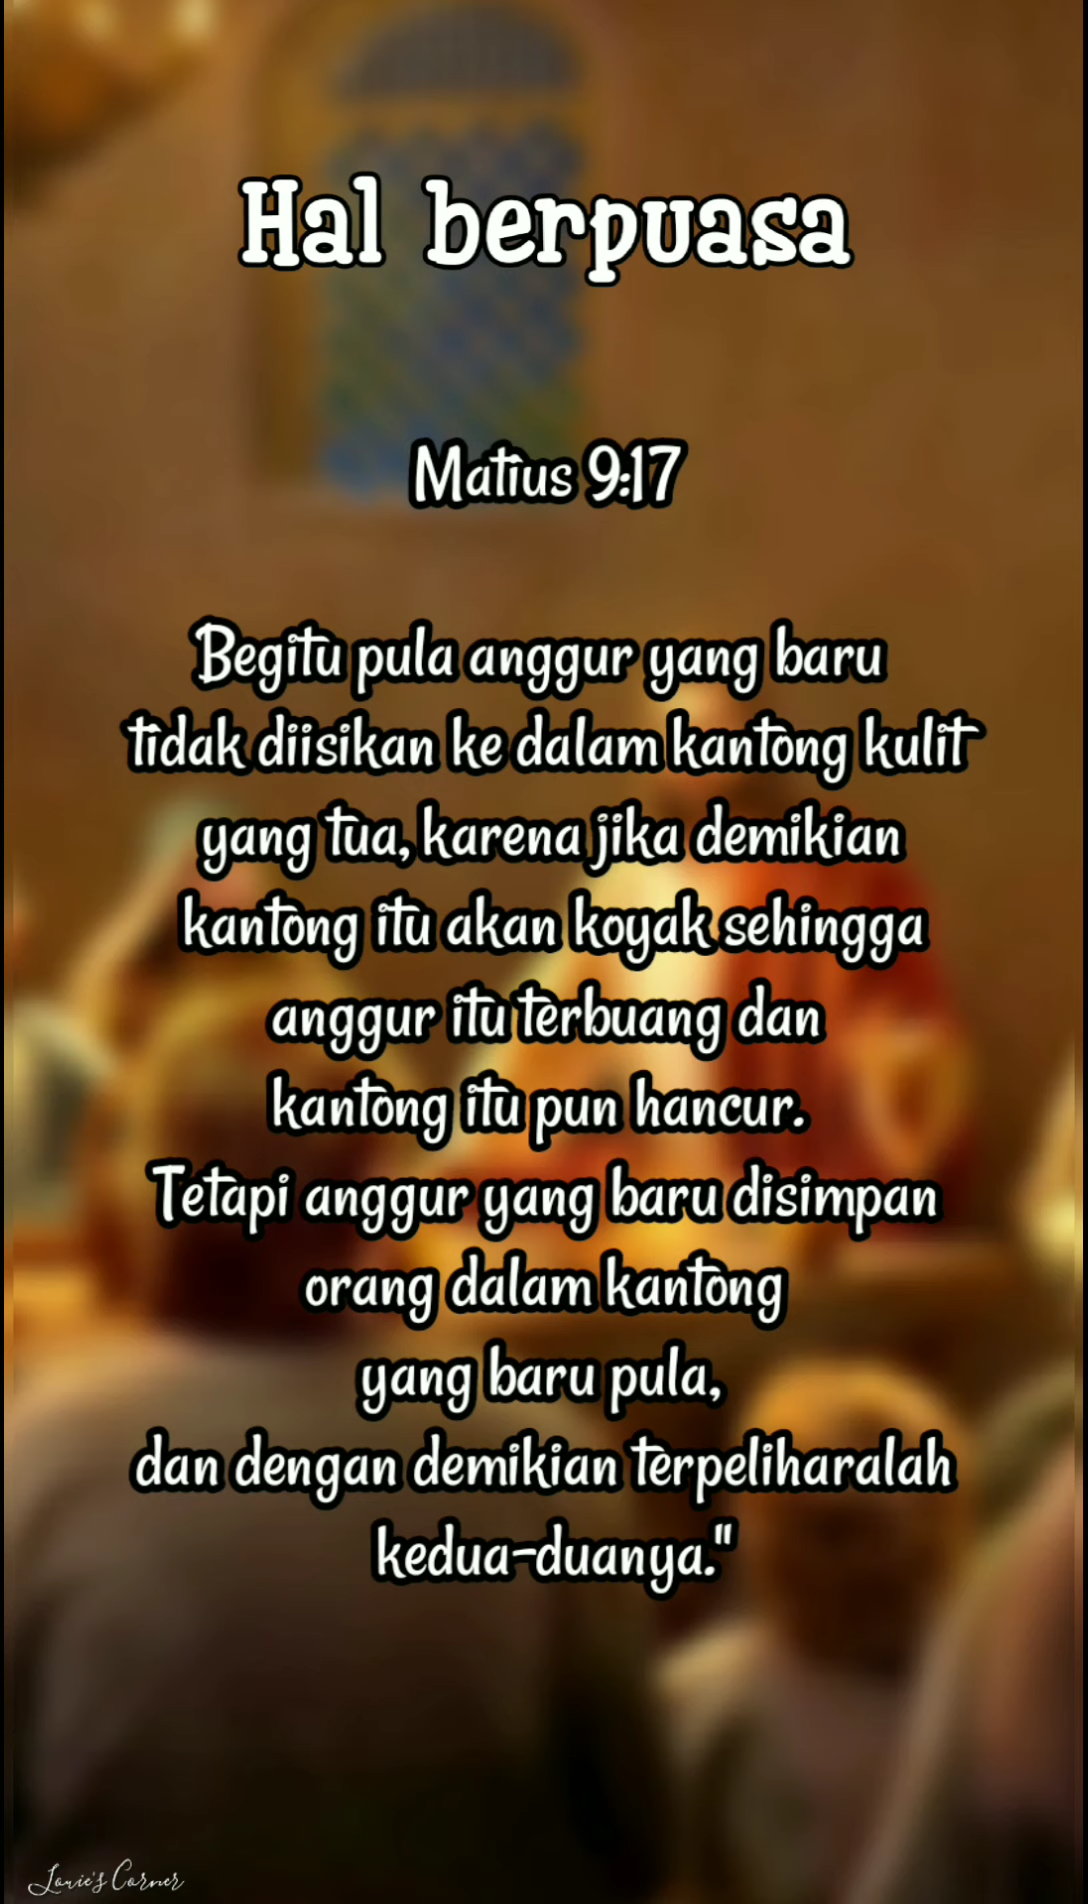 Hal berpuasa
Matius 9:17
Begitu pula anggur yang baru
tidak diisikan ke dalam kantong kulit
yang tua, karena jika demikian
kantong itu akan koyak sehingga
anggur itu terbuang dan
kantong itu pun hancur.
Tetapi anggur yang baru disimpan
orang dalam kantong
yang baru pula,
dan dengan demikian terpeliharalah
kedua-duanya."
Louie's Corner